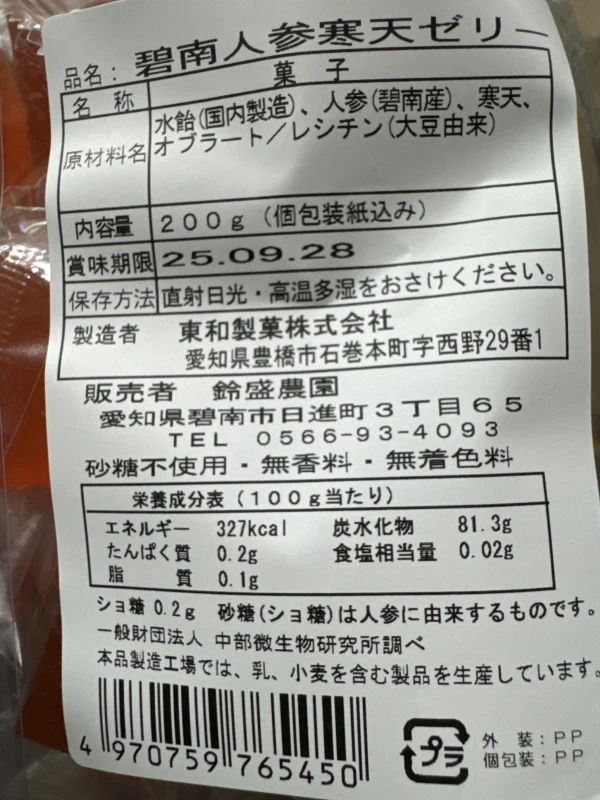 品名: 碧南人参寒天ゼリー
名称 菓子
原材料名 水飴(国内製造)、人参(碧南産)、寒天、
オブラート/レシチン(大豆由来)
内容量 200g (個包装紙込み)
賞味期限 25.09.28
保存方法 直射日光・高温多湿をおさけください。
製造者 東和製菓株式会社
愛知県豊橋市石巻本町字西野29番1
販売者 鈴盛農園
愛知県碧南市日進町3丁目65
TEL 0566-93-4093
砂糖不使用・無香料・無着色料
栄養成分表(100g当たり)
エネルギー 327kcal 炭水化物 81.3g
たんぱく質 0.2g 食塩相当量 0.02g
脂質 0.1g
ショ糖 0.2g 砂糖(ショ糖)は人参に由来するものです。
一般財団法人 中部微生物研究所調べ
本品製造工場では、乳、小麦を含む製品を生産しています。
4 970759 765450
プラ 外装:PP
個包装:PP